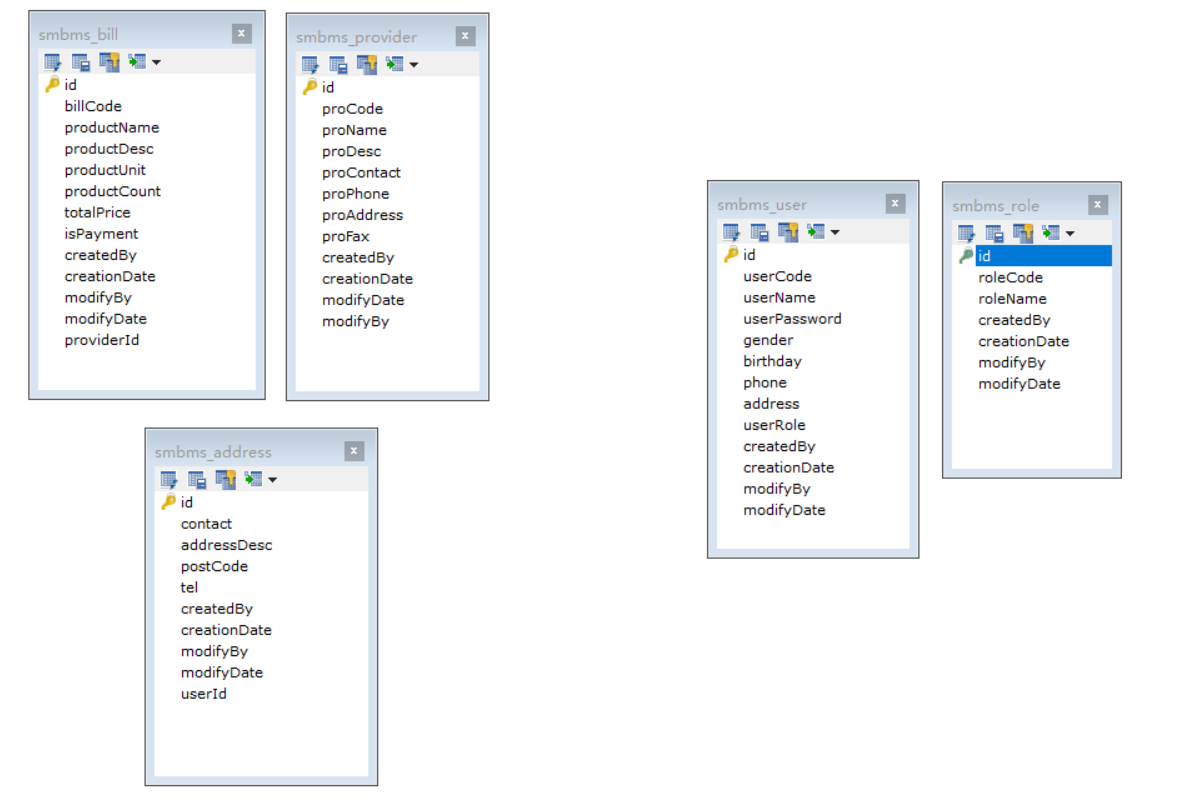 smbms_bill
id
billCode
productName
productDesc
productUnit
productCount
totalPrice
isPayment
createdBy
creationDate
modifyBy
modifyDate
providerId
smbms_provider
id
proCode
proName
proDesc
proContact
proPhone
proAddress
proFax
createdBy
creationDate
modifyDate
modifyBy
smbms_address
id
contact
addressDesc
postCode
tel
createdBy
creationDate
modifyBy
modifyDate
userId
smbms_user
id
userCode
userName
userPassword
gender
birthday
phone
address
userRole
createdBy
creationDate
modifyBy
modifyDate
smbms_role
id
roleCode
roleName
createdBy
creationDate
modifyBy
modifyDate